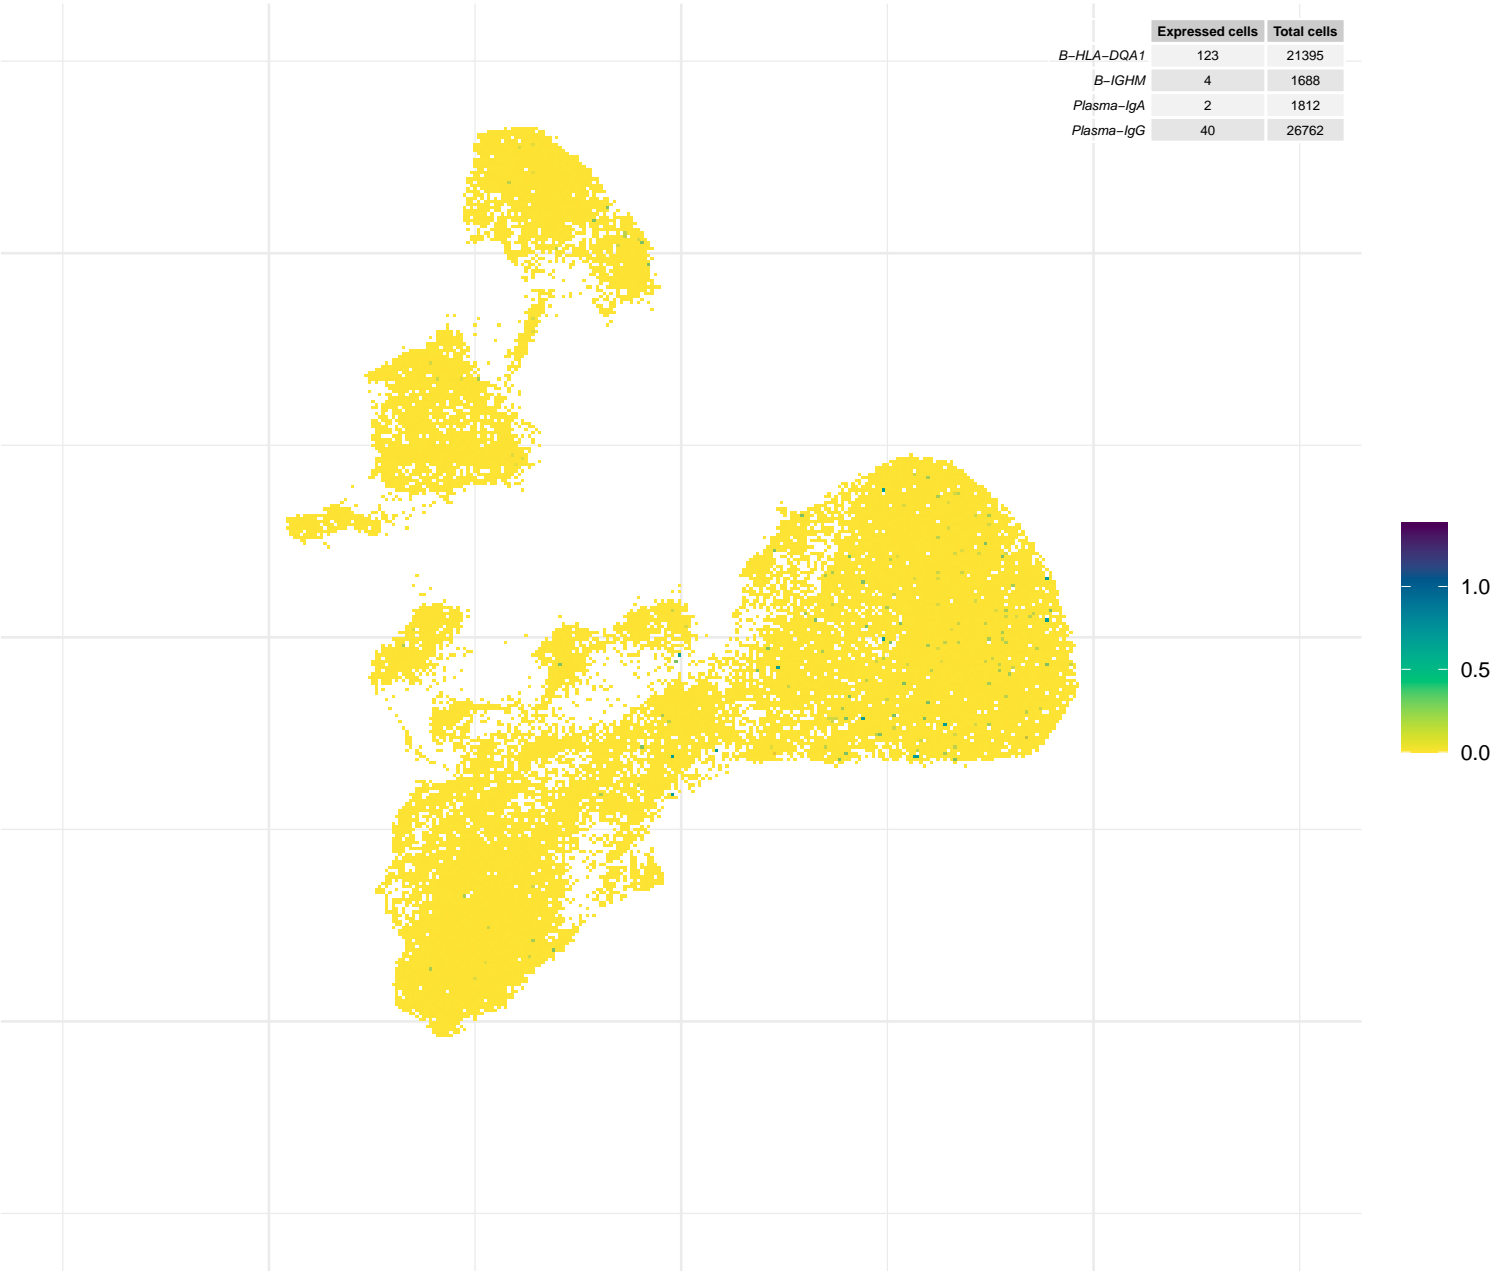 Expressed cells Total cells
B−HLA−DQA1 123 21395
B−IGHM 4 1688
Plasma−IgA 2 1812
Plasma−IgG 40 26762
1.0
0.5
0.0